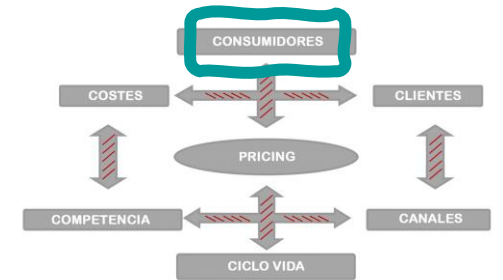 CONSUMIDORES
COSTES
CLIENTES
PRICING
COMPETENCIA
CANALES
CICLO VIDA